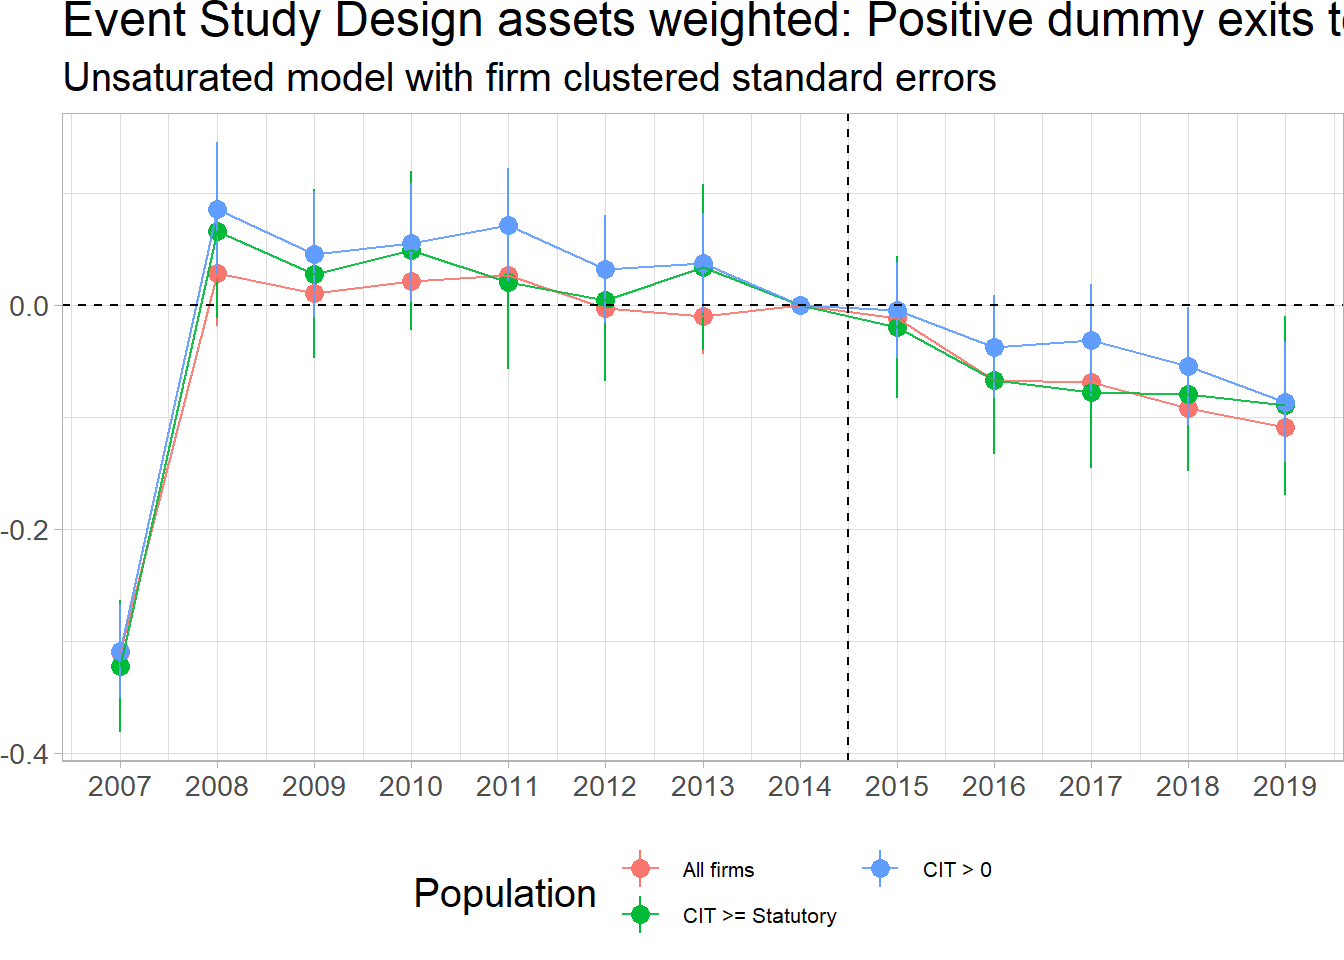 Event Study Design assets weighted: Positive dummy exits
Unsaturated model with firm clustered standard errors
0.0
-0.2
-0.4
2007 2008 2009 2010 2011 2012 2013 2014 2015 2016 2017 2018 2019
Population
All firms
CIT > 0
CIT >= Statutory